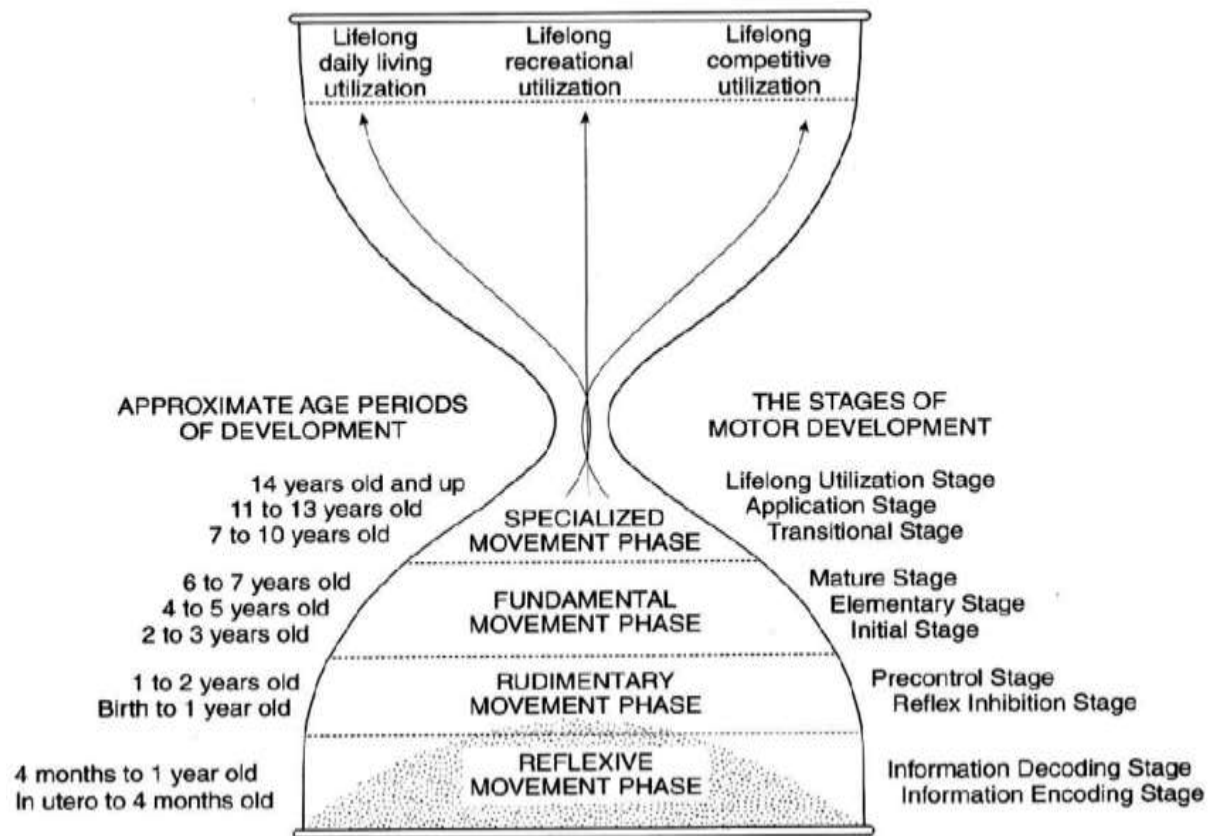 Lifelong daily living utilization
Lifelong recreational utilization
Lifelong competitive utilization
APPROXIMATE AGE PERIODS
OF DEVELOPMENT
THE STAGES OF
MOTOR DEVELOPMENT
14 years old and up
11 to 13 years old
7 to 10 years old
SPECIALIZED
MOVEMENT PHASE
Lifelong Utilization Stage
Application Stage
Transitional Stage
6 to 7 years old
4 to 5 years old
2 to 3 years old
FUNDAMENTAL
MOVEMENT PHASE
Mature Stage
Elementary Stage
Initial Stage
1 to 2 years old
Birth to 1 year old
RUDIMENTARY
MOVEMENT PHASE
Precontrol Stage
Reflex Inhibition Stage
4 months to 1 year old
In utero to 4 months old
REFLEXIVE
MOVEMENT PHASE
Information Decoding Stage
Information Encoding Stage